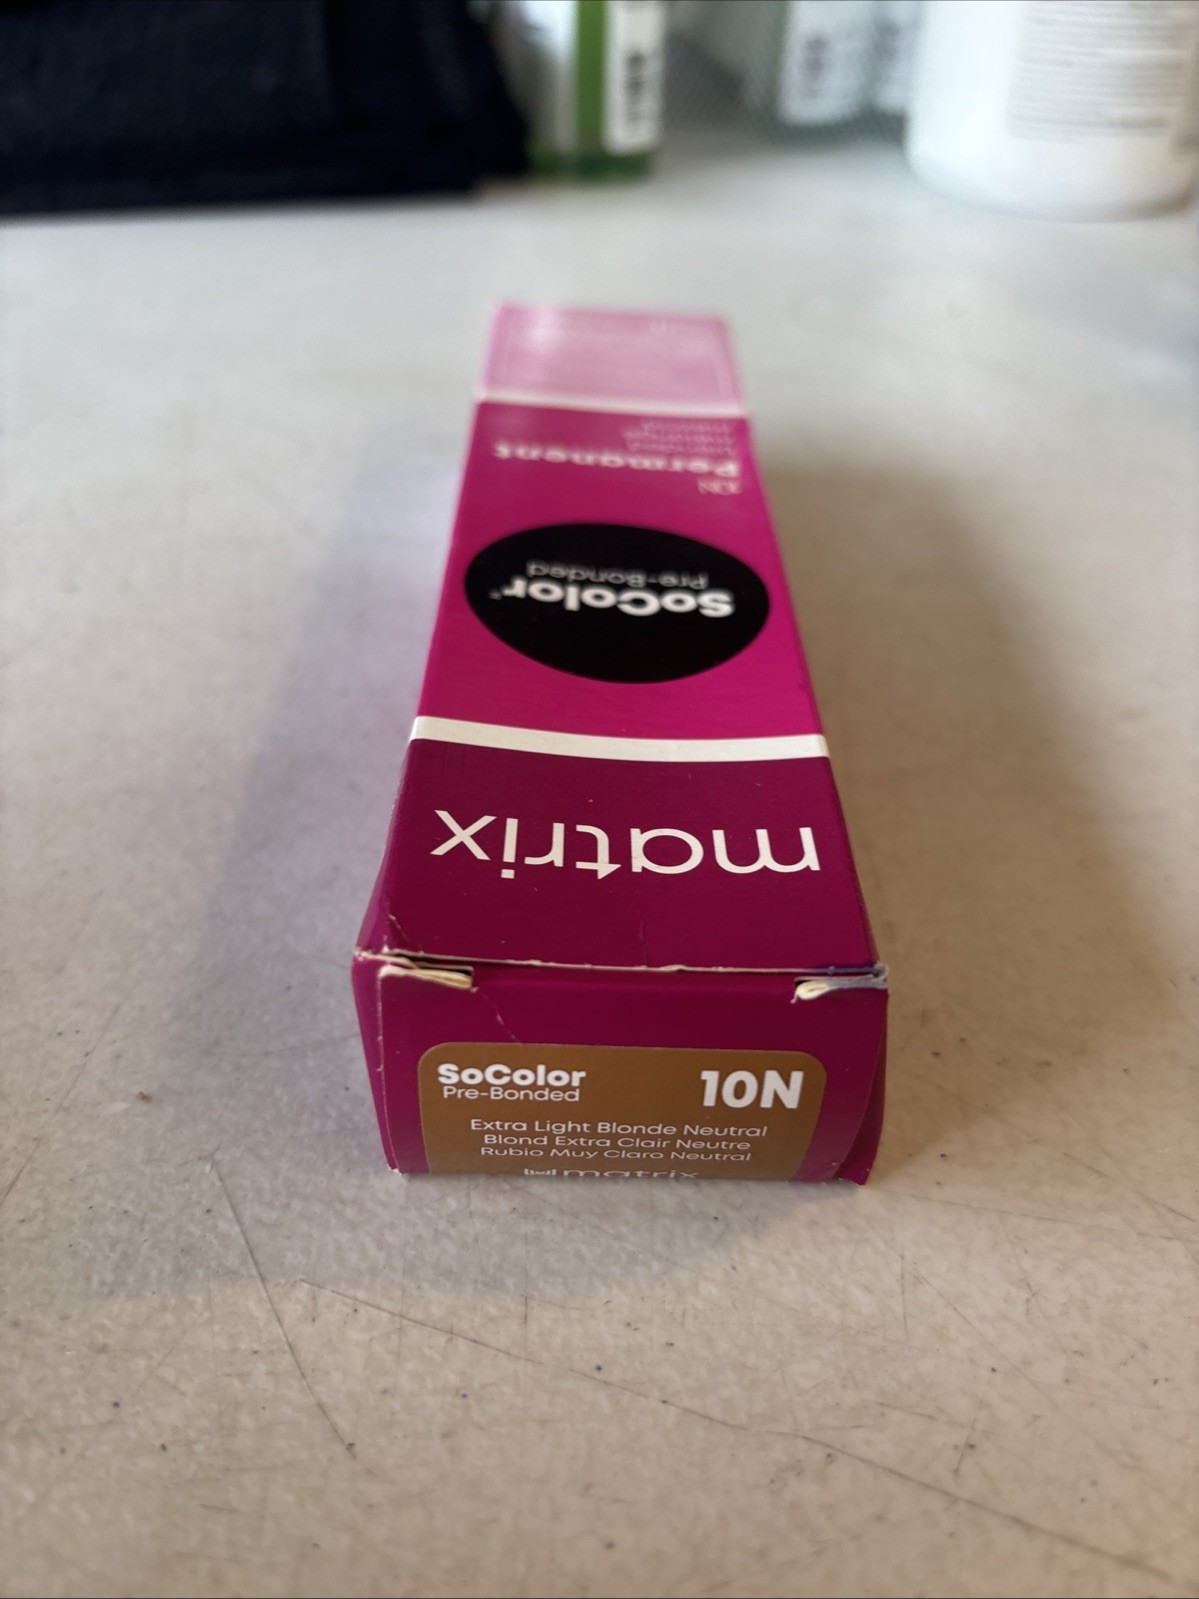 matrix
SoColor
Pre-Bonded
10N
Permanent
SoColor
Pre-Bonded
10N
Extra Light Blonde Neutral
Blond Extra Clair Neutre
Rubio Muy Claro Neutral
matrix